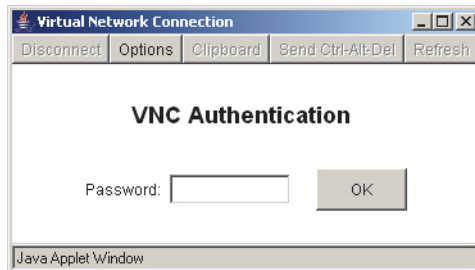 Virtual Network Connection
Disconnect Options Clipboard Send Ctrl-Alt-Del Refresh
VNC Authentication
Password: OK
Java Applet Window